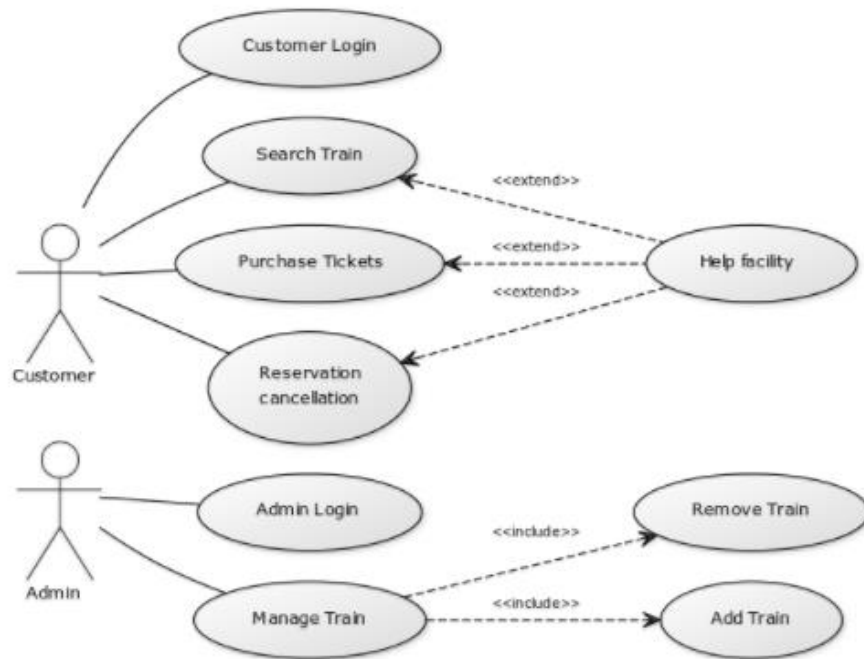 Customer Login
Search Train
<<extend>>
Purchase Tickets
<<extend>>
Help facility
<<extend>>
Customer
Reservation
cancellation
Admin Login
Remove Train
<<include>>
Admin
Manage Train
<<include>>
Add Train